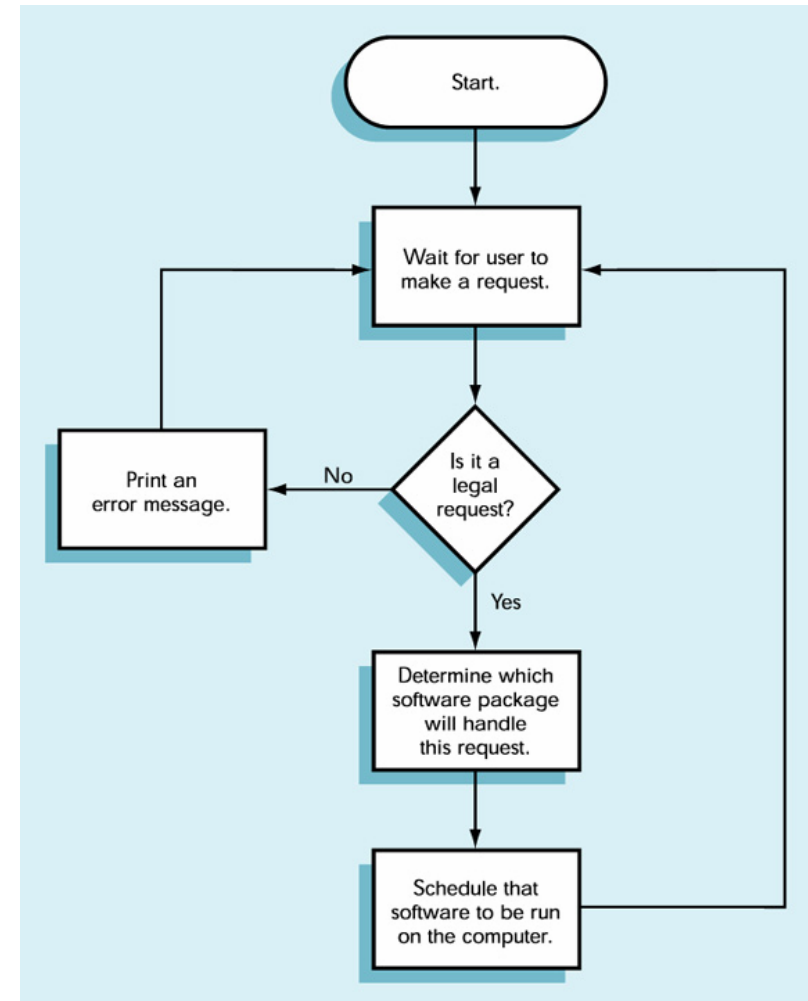 Start.
Wait for user to
make a request.
Is it a
legal
request?
No
Print an
error message.
Yes
Determine which
software package
will handle
this request.
Schedule that
software to be run
on the computer.